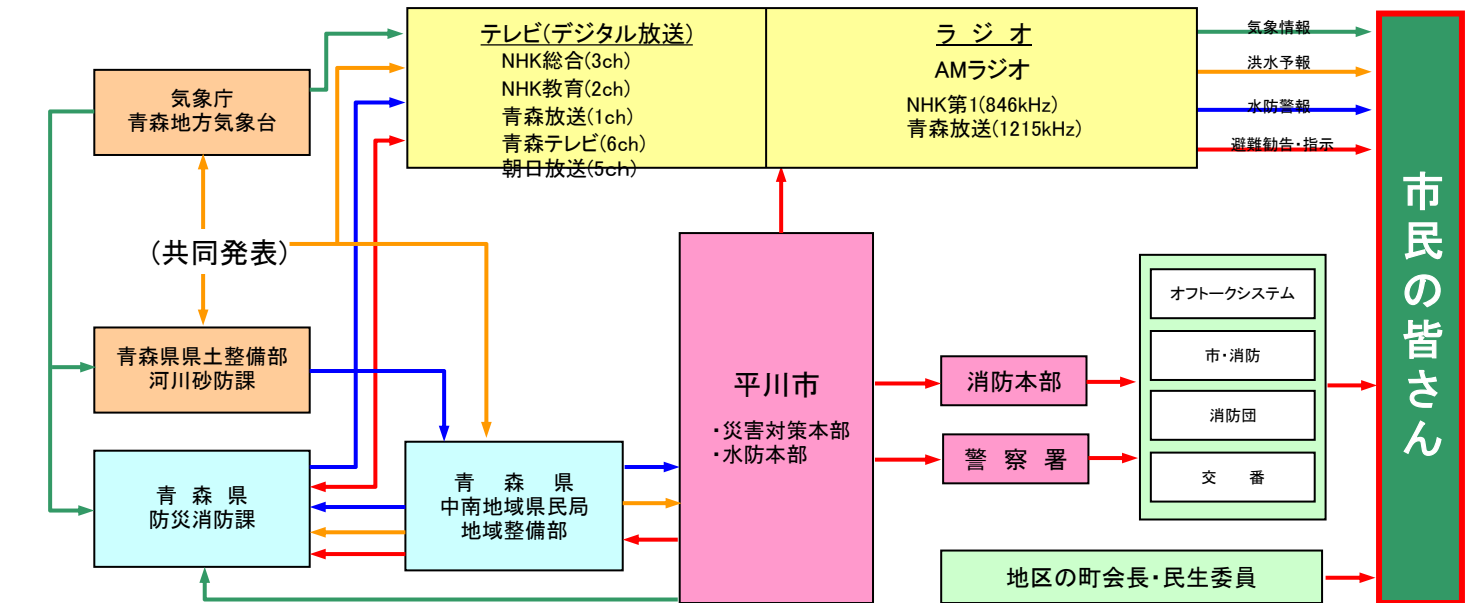 テレビ(デジタル放送)
NHK総合(3ch)
NHK教育(2ch)
青森放送(1ch)
青森テレビ(6ch)
朝日放送(5ch)
ラ ジ オ
AMラジオ
NHK第1(846kHz)
青森放送(1215kHz)
気象情報
洪水予報
水防警報
避難勧告・指示
市民の皆さん
気象庁
青森地方気象台
(共同発表)
青森県県土整備部
河川砂防課
青 森 県
防災消防課
青 森 県
中南地域県民局
地域整備部
平川市
・災害対策本部
・水防本部
消防本部
警 察 署
オフトークシステム
市・消防
消防団
交 番
地区の町会長・民生委員